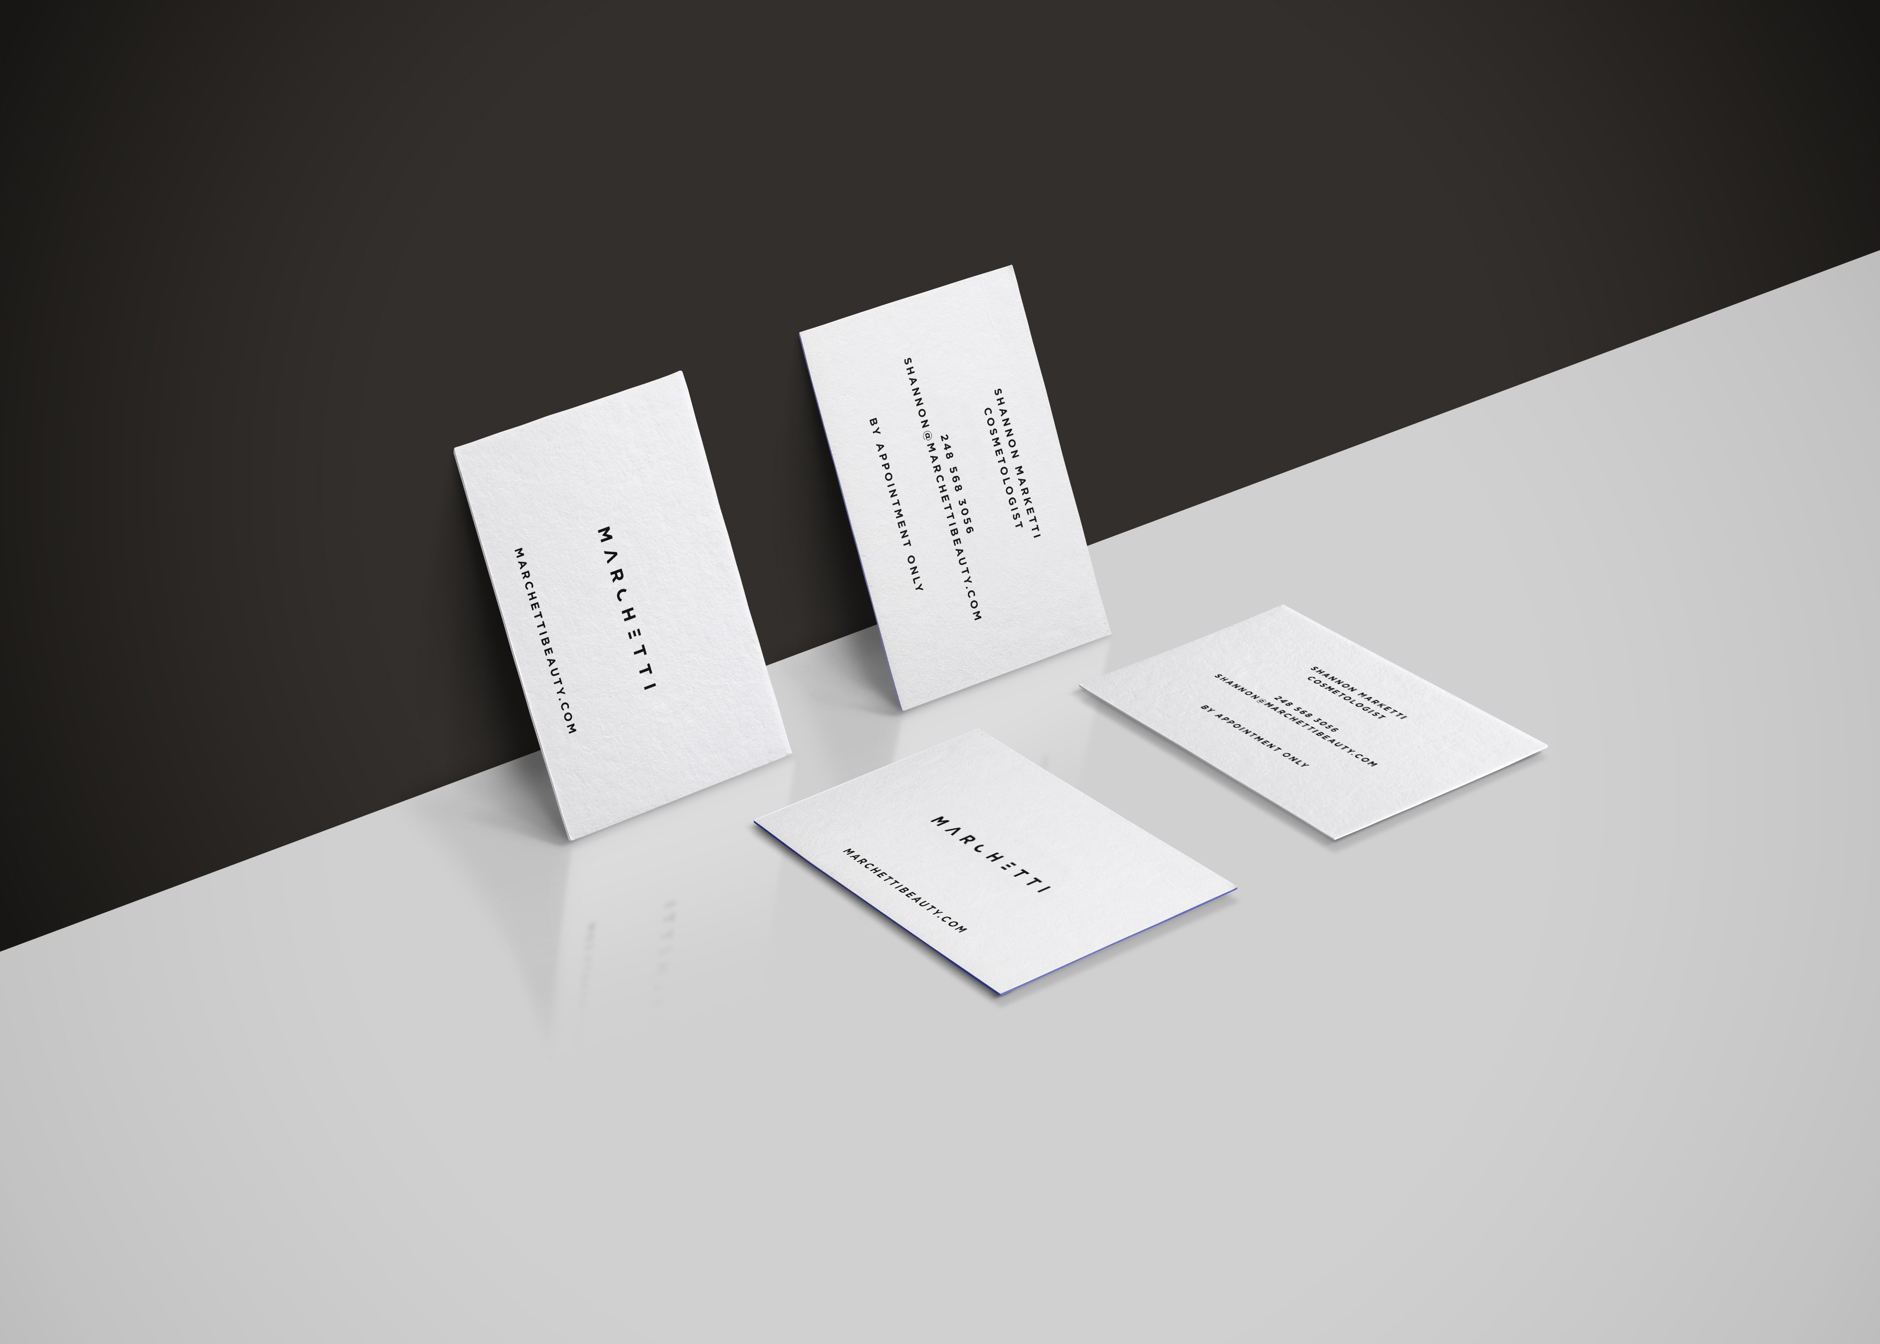 MARCHETTI
MARCHETTIBEAUTY.COM
SHANNON MARKETTI
COSMETOLOGIST
248 568 3056
SHANNON@MARCHETTIBEAUTY.COM
BY APPOINTMENT ONLY
MARCHETTI
MARCHETTIBEAUTY.COM
SHANNON MARKETTI
COSMETOLOGIST
248 568 3056
SHANNON@MARCHETTIBEAUTY.COM
BY APPOINTMENT ONLY